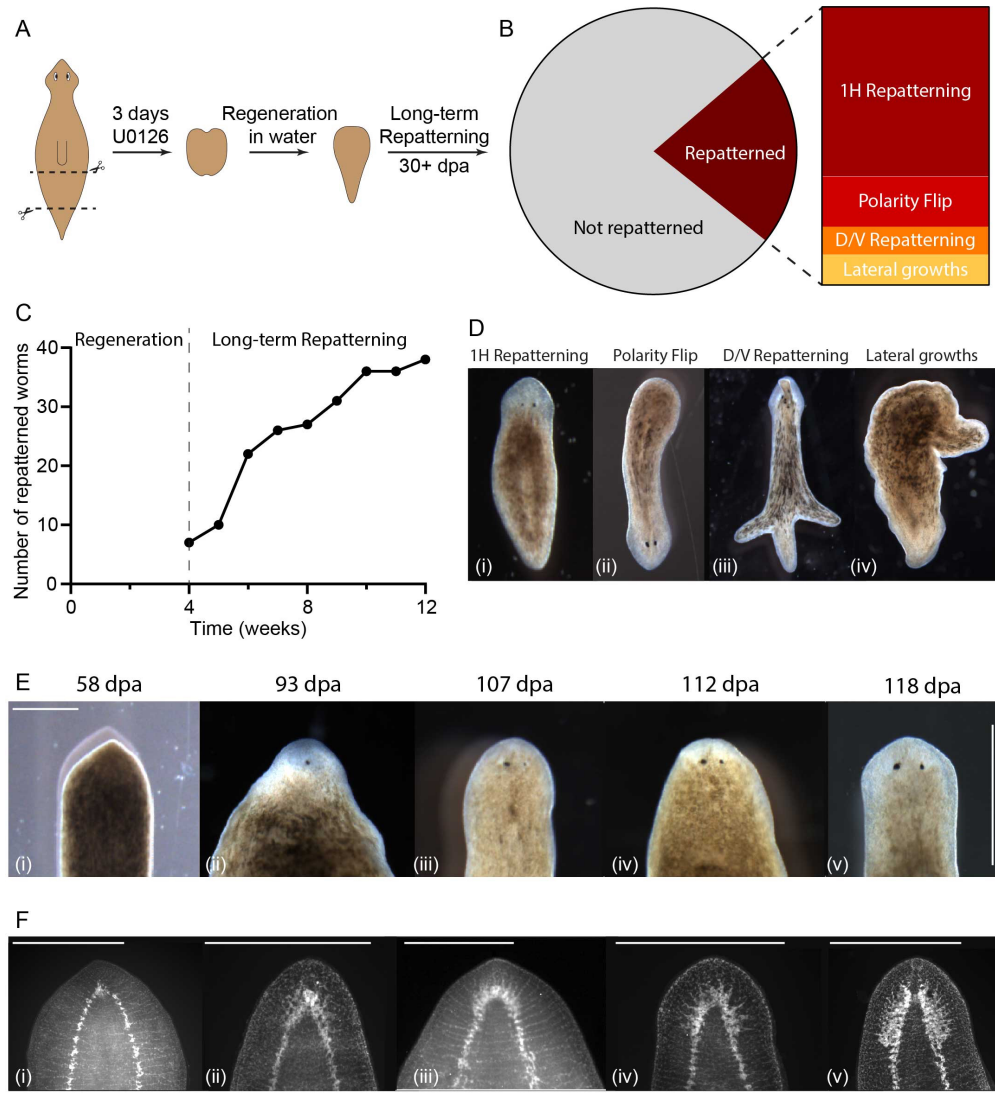 A
3 days
U0126
Regeneration
in water
Long-term
Repatterning
30+ dpa
B
Not repatterned
Repatterned
1H Repatterning
Polarity Flip
D/V Repatterning
Lateral growths
C
Regeneration
Long-term Repatterning
Number of repatterned worms
40
30
20
10
0
0
4
8
12
Time (weeks)
D
1H Repatterning
Polarity Flip
D/V Repatterning
Lateral growths
(i)
(ii)
(iii)
(iv)
E
58 dpa
93 dpa
107 dpa
112 dpa
118 dpa
(i)
(ii)
(iii)
(iv)
(v)
F
(i)
(ii)
(iii)
(iv)
(v)